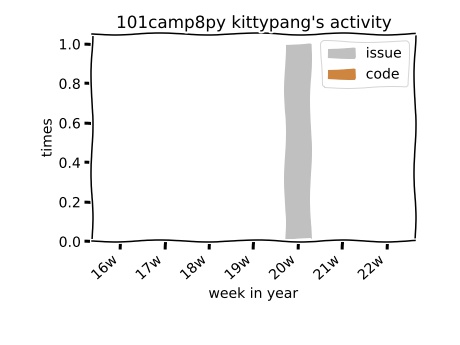 101camp8py kittypang's activity
issue
code
1.0
0.8
0.6
0.4
0.2
0.0
times
16w
17w
18w
19w
20w
21w
22w
week in year